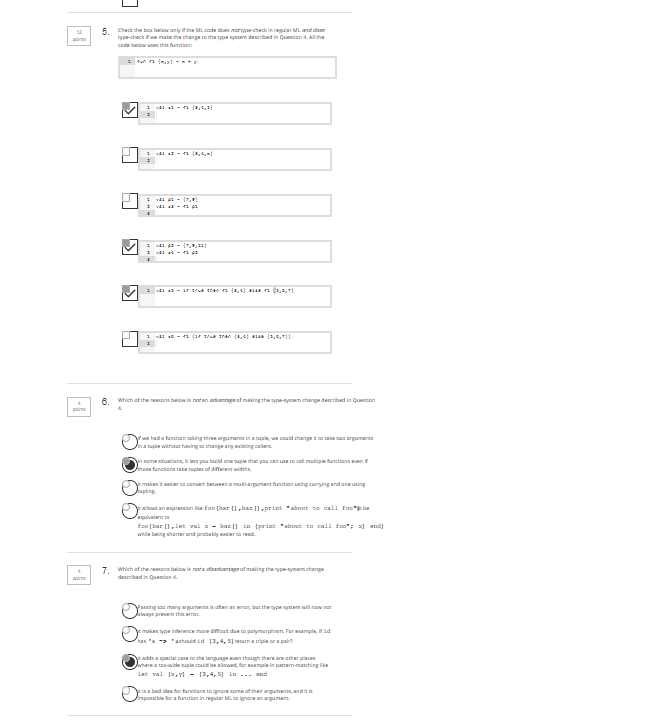 12
points
5.
Check the box below only if the ML code does not type-check in regular ML and does
type-check if we make the change to the type system described in Question 4. All the
code below uses this function:
1 fun f1 (x,y) = x + y
1 val x1 = f1 (3,4,5)
2
1 val x2 = f1 (3,4,x)
2
1 val p1 = (7,9)
2 val x3 = f1 p1
3
1 val p2 = (7,9,11)
2 val x4 = f1 p2
3
1 val x5 = if true then f1 (3,4) else f1 (5,6,7)
1 val x6 = f1 (if true then (3,4) else (5,6,7))
2
4
points
6.
Which of the reasons below is not an advantage of making the type-system change described in Question
4.
If we had a function taking three arguments in a tuple, we could change it to take two arguments
in a tuple without having to change any existing callers.
In some situations, it lets you build one tuple that you can use to call multiple functions even if
those functions take tuples of different widths.
It makes it easier to convert between a multi-argument function using currying and one using
tupling.
It allows an expression like foo(bar(),baz(),print "about to call foo") to be
equivalent to
foo(bar(),let val x = baz() in (print "about to call foo"; x) end)
while being shorter and probably easier to read.
4
points
7.
Which of the reasons below is not a disadvantage of making the type-system change
described in Question 4.
Passing too many arguments is often an error, but the type system will now not
always prevent this error.
It makes type inference more difficult due to polymorphism. For example, if id
has 'a -> 'a should id (3,4,5) return a triple or a pair?
It adds a special case to the language even though there are other places
where a too-wide tuple could be allowed, for example in pattern-matching like
let val (x,y) = (3,4,5) in ... end
It is a bad idea for functions to ignore some of their arguments, and it is
impossible for a function in regular ML to ignore an argument.